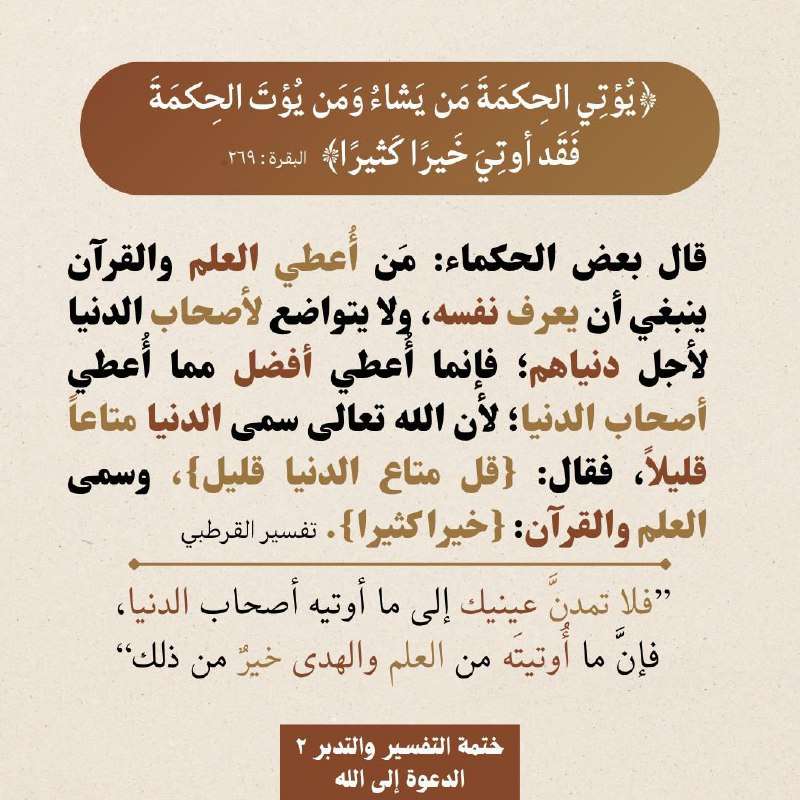 ﴿يُؤْتِي الحِكمَةَ مَن يَشاءُ وَمَن يُؤْتَ الحِكمَةَ
فَقَد أوتِيَ خَيرًا كَثيرًا﴾ البقرة: ٢٦٩.
قال بعض الحكماء: مَن أُعطي العلم والقرآن
ينبغي أن يعرف نفسه، ولا يتواضع لأصحاب الدنيا
لأجل دنياهم؛ فإنما أُعطي أفضل مما أُعطي
أصحاب الدنيا؛ لأن الله تعالى سمى الدنيا متاعاً
قليلاً، فقال: {قل متاع الدنيا قليل}، وسمى
العلم والقرآن: {خيرا كثيرا}. تفسير القرطبي
”فلا تمدنَّ عينيك إلى ما أوتيه أصحاب الدنيا،
فإنَّ ما أُوتيتَه من العلم والهدى خيرٌ من ذلك“
ختمة التفسير والتدبر ٢
الدعوة إلى الله